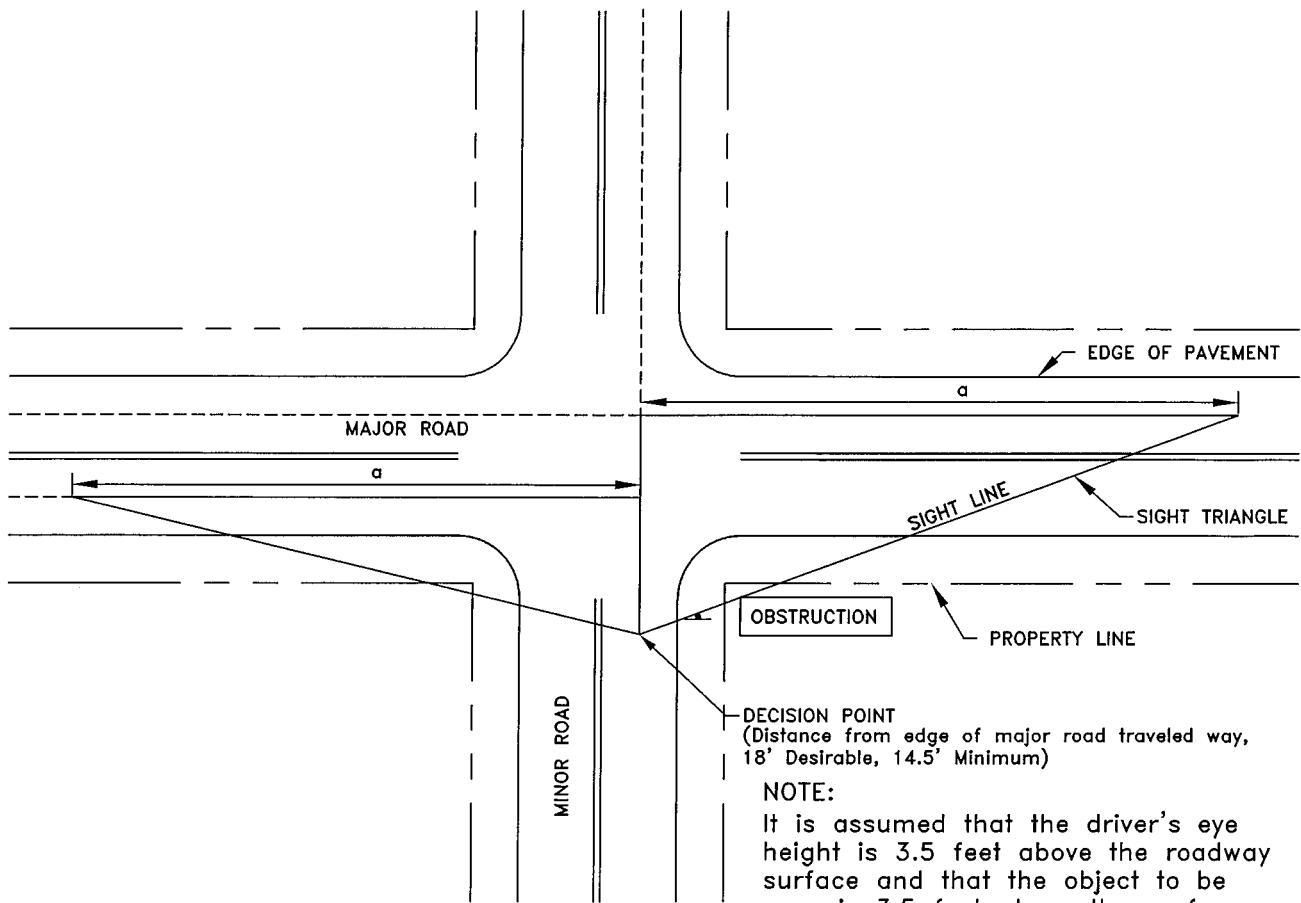 EDGE OF PAVEMENT
a
MAJOR ROAD
a
SIGHT LINE
SIGHT TRIANGLE
OBSTRUCTION
PROPERTY LINE
MINOR ROAD
DECISION POINT
(Distance from edge of major road traveled way,
18' Desirable, 14.5' Minimum)
NOTE:
It is assumed that the driver's eye
height is 3.5 feet above the roadway
surface and that the object to be